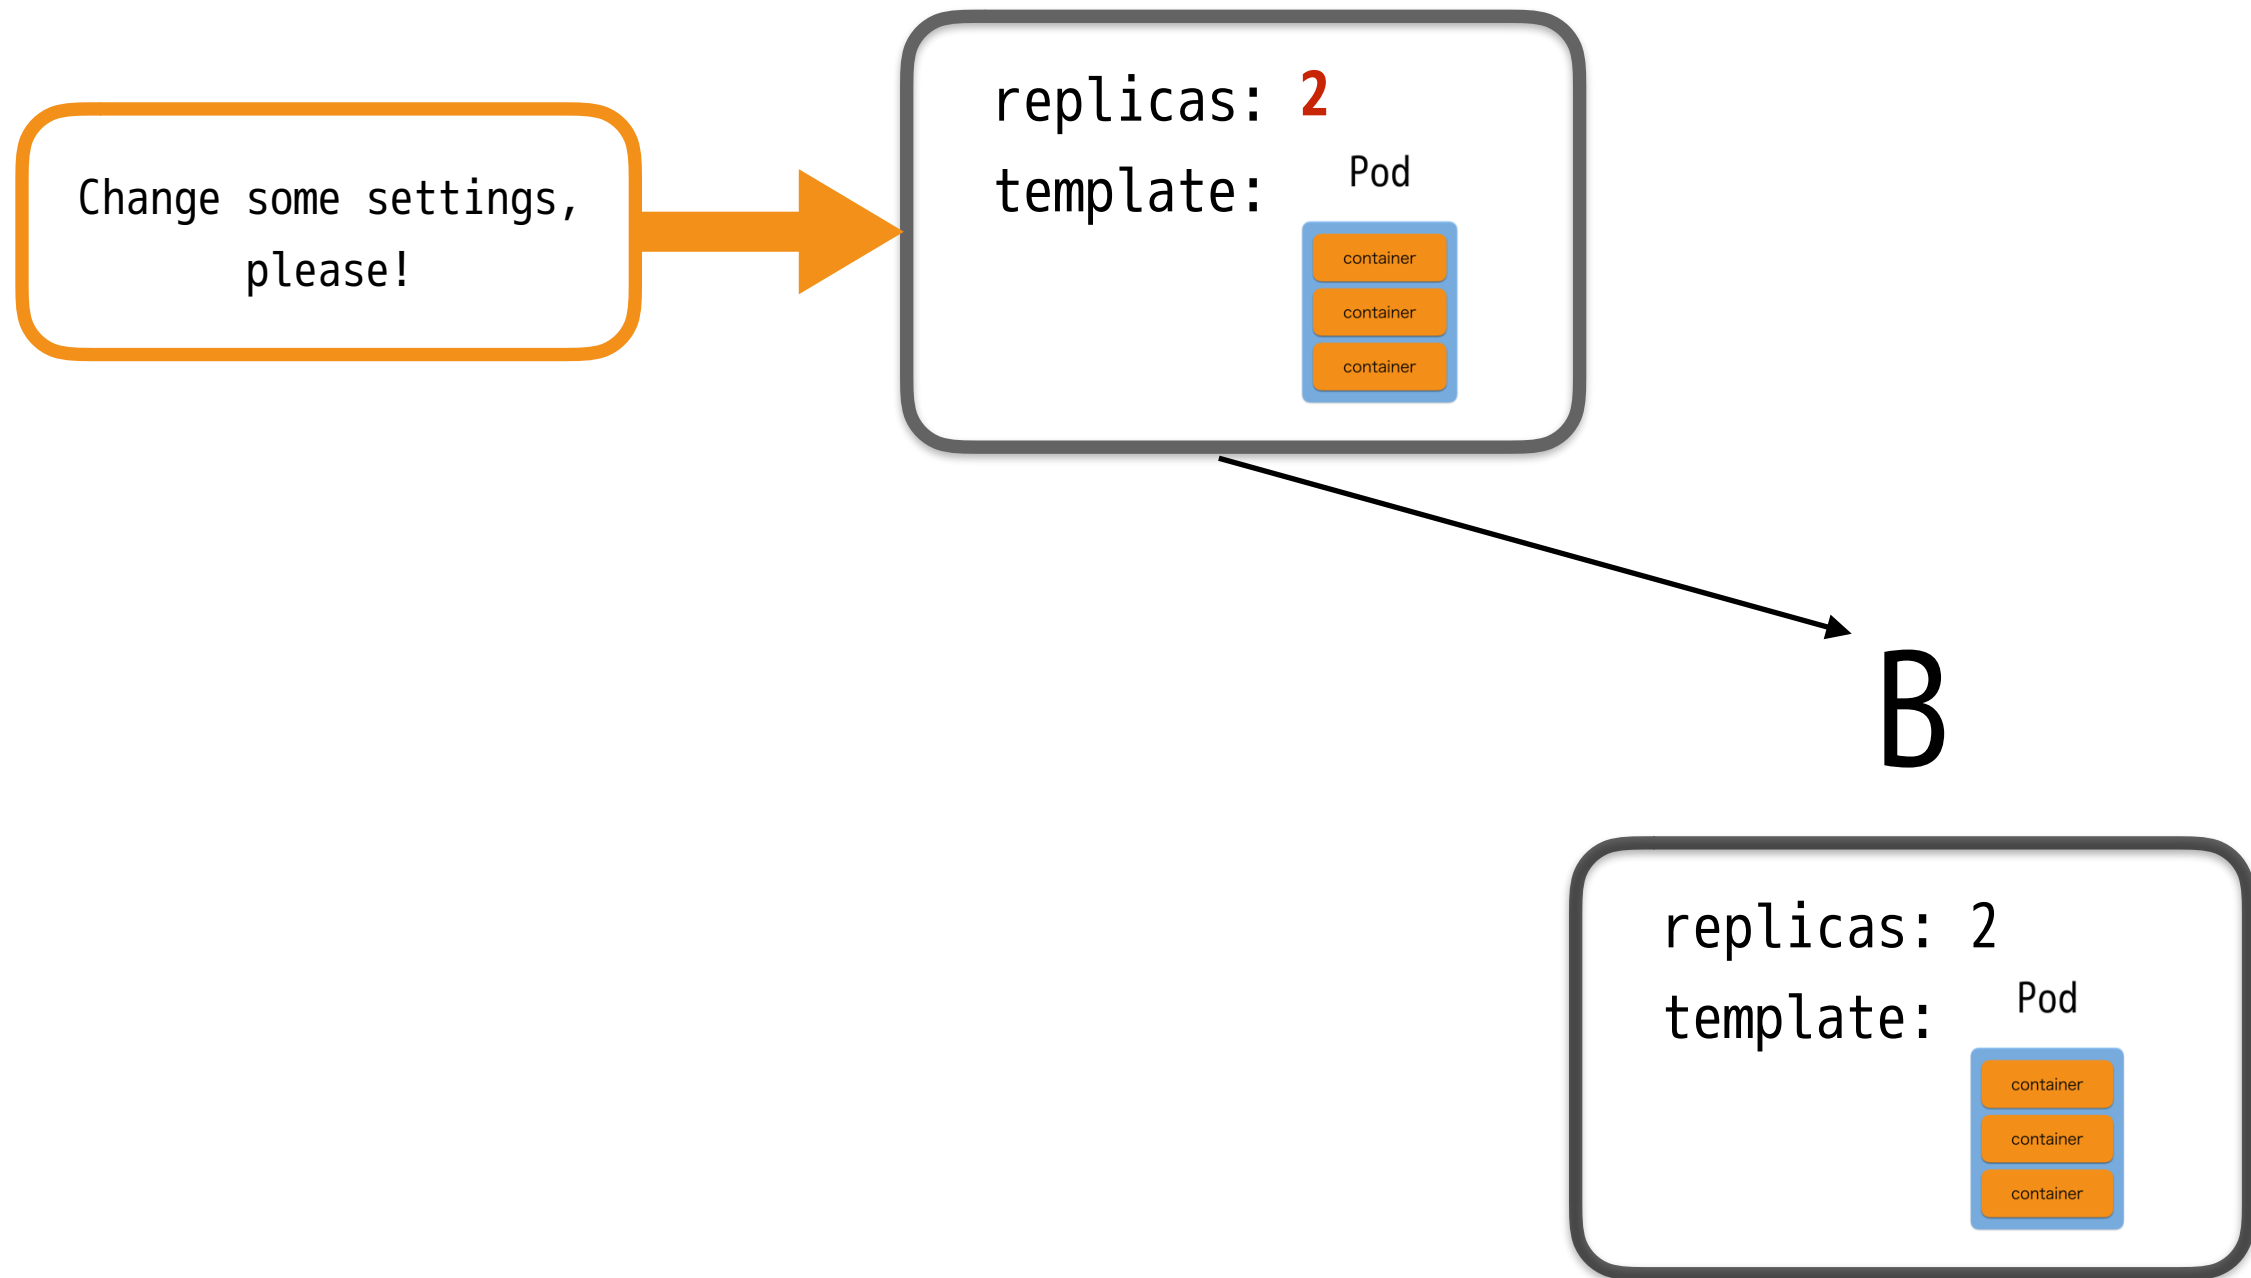 Change some settings,
please!
replicas: 2
template:
Pod
container
container
container
B
replicas: 2
template:
Pod
container
container
container